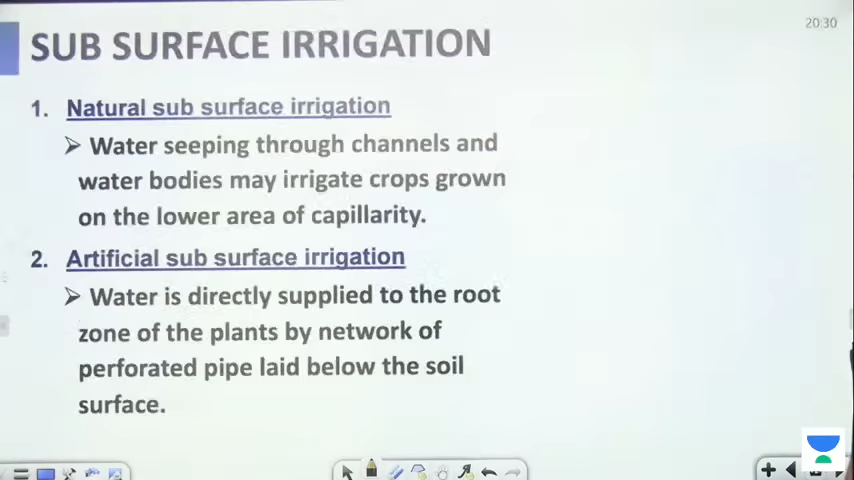 20:30
SUB SURFACE IRRIGATION
1. Natural sub surface irrigation
➤ Water seeping through channels and
water bodies may irrigate crops grown
on the lower area of capillarity.
2. Artificial sub surface irrigation
➤ Water is directly supplied to the root
zone of the plants by network of
perforated pipe laid below the soil
surface.